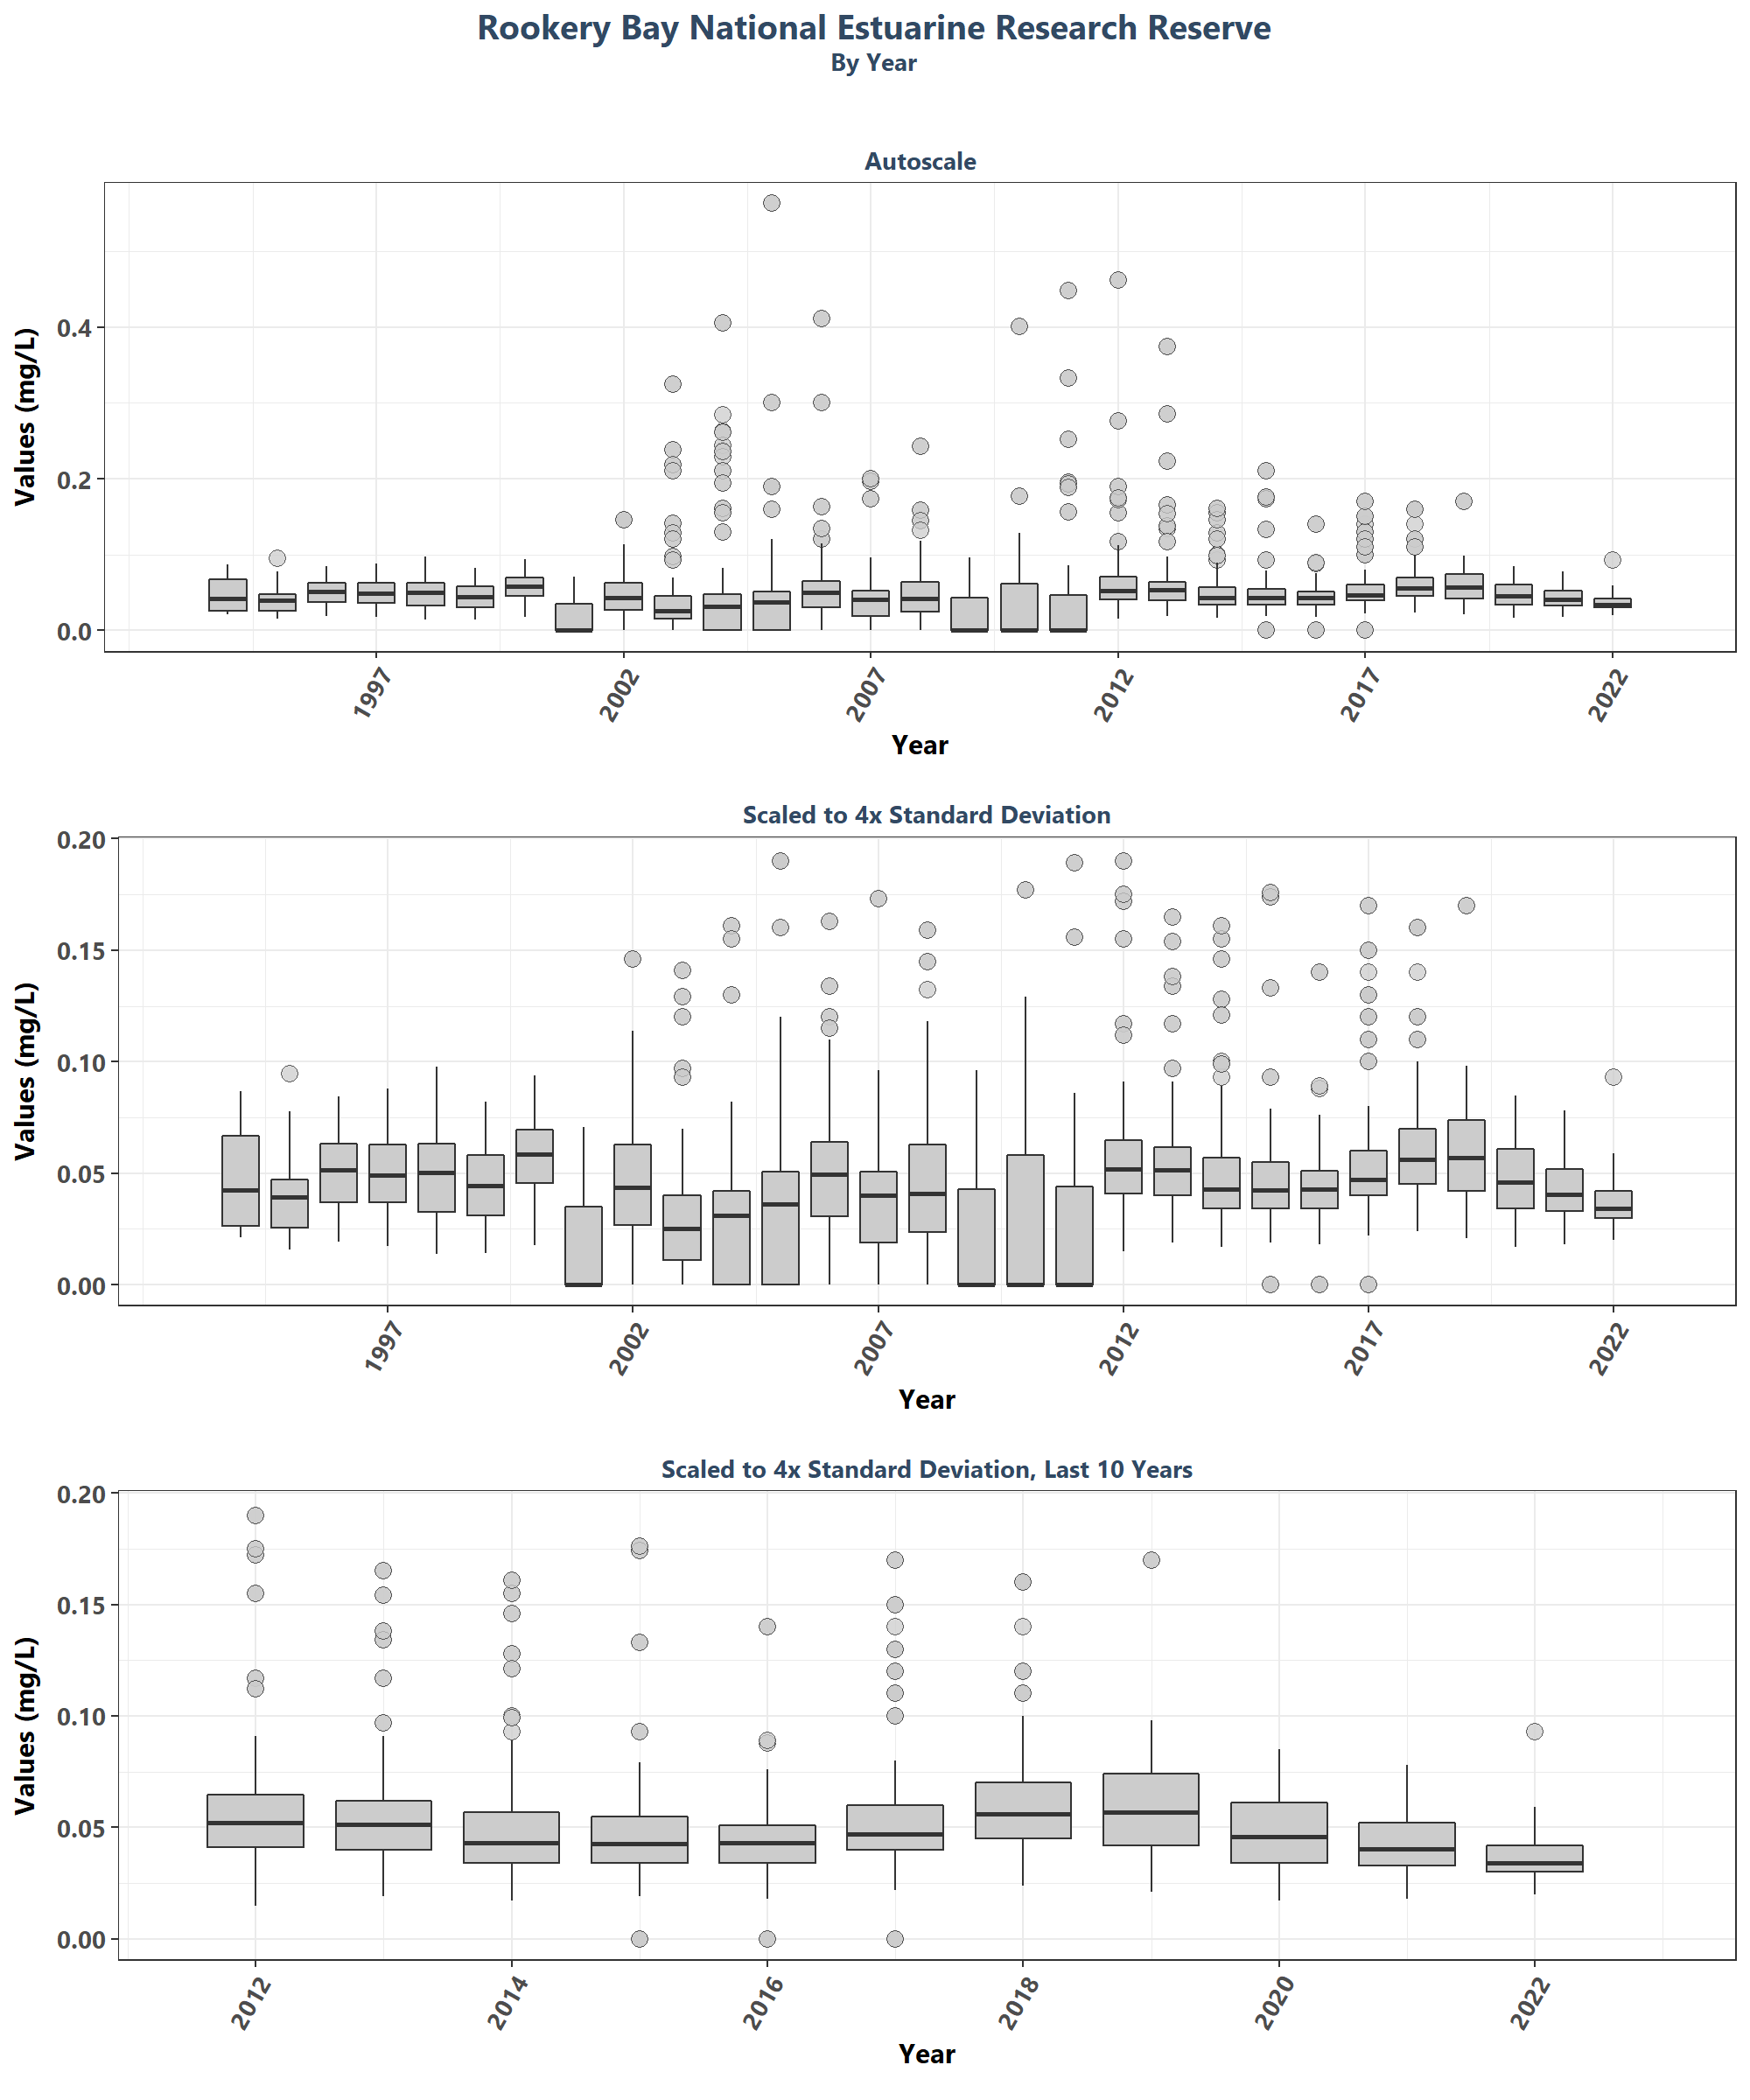 Rookery Bay National Estuarine Research Reserve
By Year
Autoscale
Values (mg/L)
0.4
0.2
0.0
1997 2002 2007 2012 2017 2022
Year
Scaled to 4x Standard Deviation
Values (mg/L)
0.20
0.15
0.10
0.05
0.00
1997 2002 2007 2012 2017 2022
Year
Scaled to 4x Standard Deviation, Last 10 Years
Values (mg/L)
0.20
0.15
0.10
0.05
0.00
2012 2014 2016 2018 2020 2022
Year